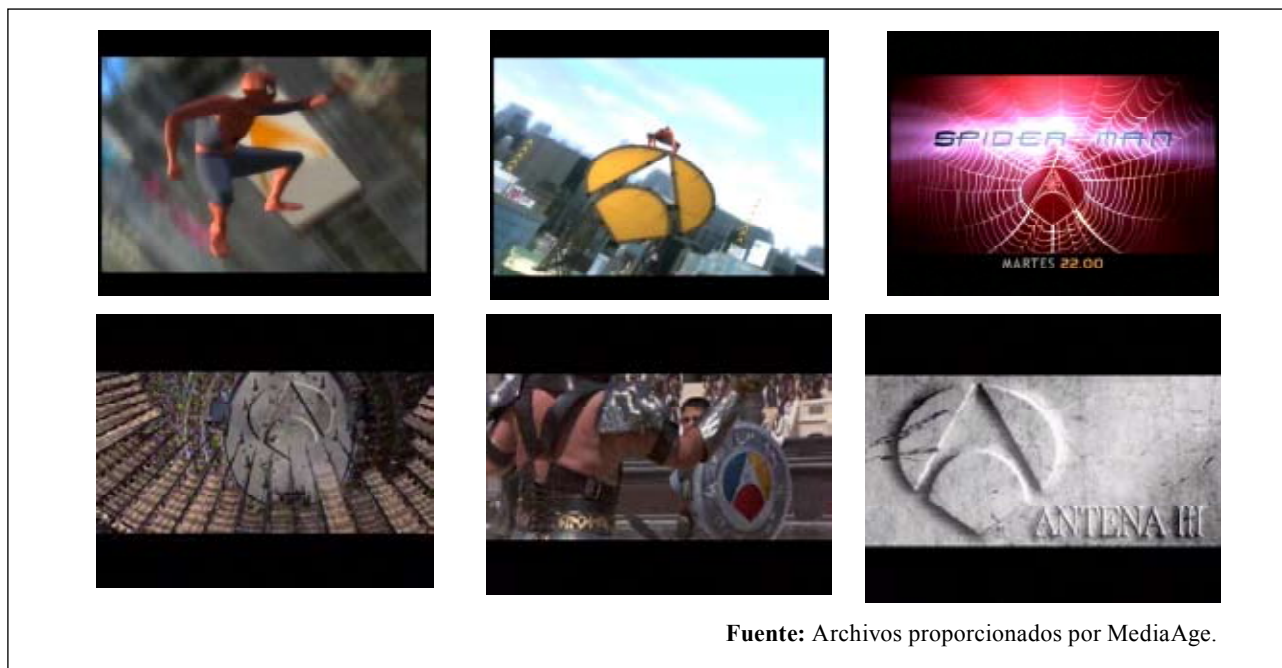 SPIDER-MAN
MARTES 22.00
ANTENA III
Fuente: Archivos proporcionados por MediaAge.